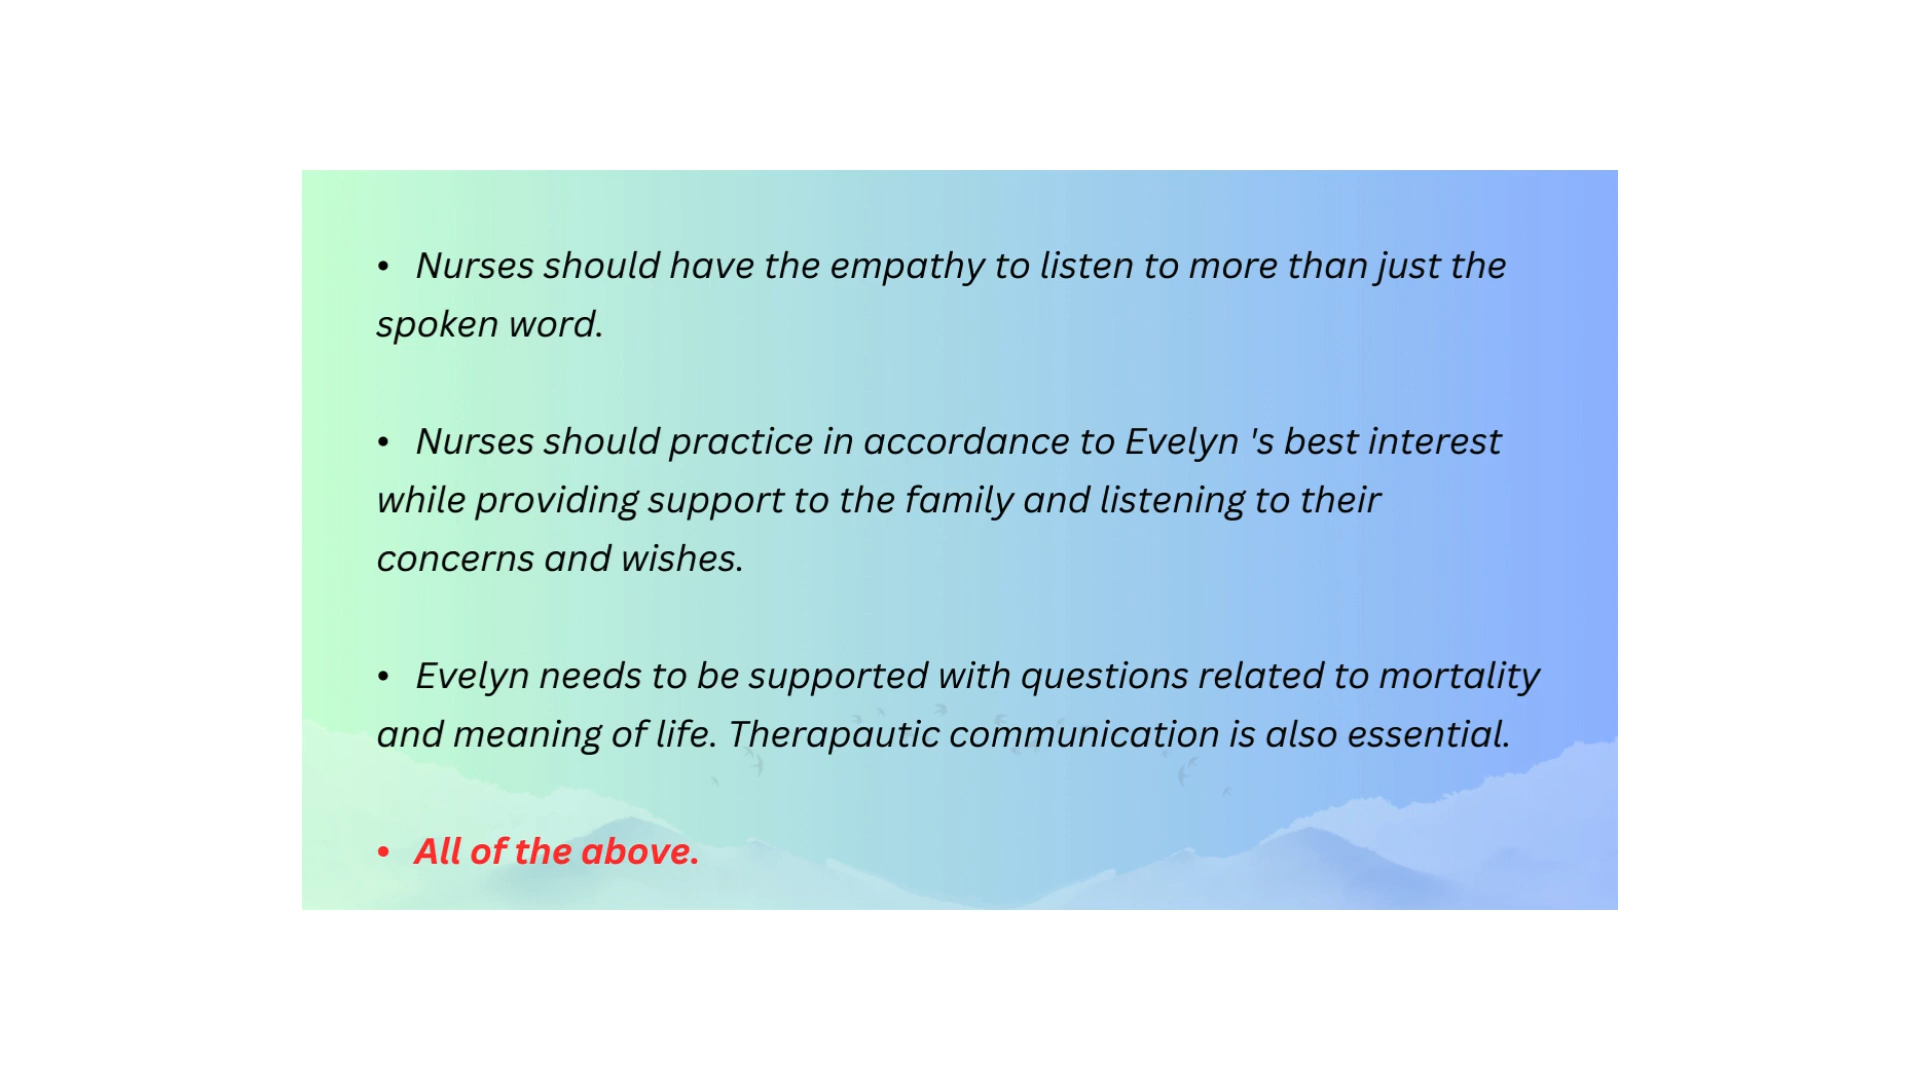 • Nurses should have the empathy to listen to more than just the
spoken word.
• Nurses should practice in accordance to Evelyn 's best interest
while providing support to the family and listening to their
concerns and wishes.
• Evelyn needs to be supported with questions related to mortality
and meaning of life. Therapautic communication is also essential.
• All of the above.